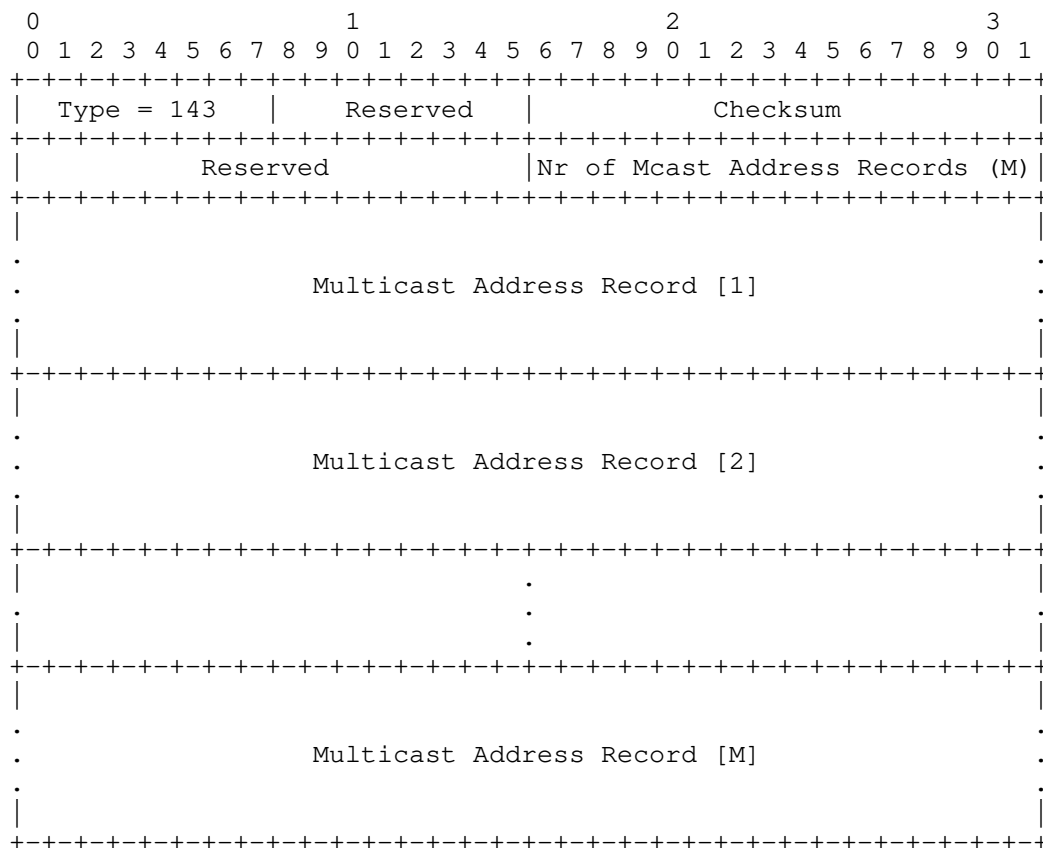 0                   1                   2                   3
 0 1 2 3 4 5 6 7 8 9 0 1 2 3 4 5 6 7 8 9 0 1 2 3 4 5 6 7 8 9 0 1
+-+-+-+-+-+-+-+-+-+-+-+-+-+-+-+-+-+-+-+-+-+-+-+-+-+-+-+-+-+-+-+-+
|  Type = 143   |    Reserved   |           Checksum            |
+-+-+-+-+-+-+-+-+-+-+-+-+-+-+-+-+-+-+-+-+-+-+-+-+-+-+-+-+-+-+-+-+
|           Reserved            |Nr of Mcast Address Records (M)|
+-+-+-+-+-+-+-+-+-+-+-+-+-+-+-+-+-+-+-+-+-+-+-+-+-+-+-+-+-+-+-+-+
|                                                               |
.                                                               .
.                  Multicast Address Record [1]                 .
.                                                               .
|                                                               |
+-+-+-+-+-+-+-+-+-+-+-+-+-+-+-+-+-+-+-+-+-+-+-+-+-+-+-+-+-+-+-+-+
|                                                               |
.                                                               .
.                  Multicast Address Record [2]                 .
.                                                               .
|                                                               |
+-+-+-+-+-+-+-+-+-+-+-+-+-+-+-+-+-+-+-+-+-+-+-+-+-+-+-+-+-+-+-+-+
|                               .                               |
.                               .                               .
|                               .                               |
+-+-+-+-+-+-+-+-+-+-+-+-+-+-+-+-+-+-+-+-+-+-+-+-+-+-+-+-+-+-+-+-+
|                                                               |
.                                                               .
.                  Multicast Address Record [M]                 .
.                                                               .
|                                                               |
+-+-+-+-+-+-+-+-+-+-+-+-+-+-+-+-+-+-+-+-+-+-+-+-+-+-+-+-+-+-+-+-+